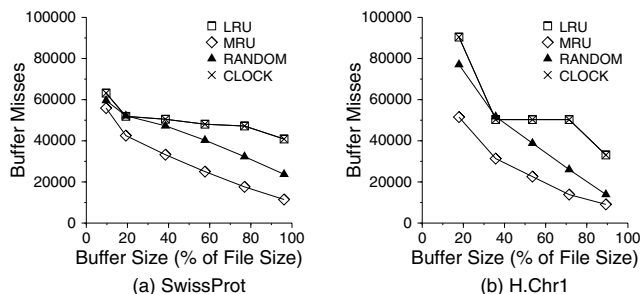 100000
80000
60000
40000
20000
0
Buffer Misses
LRU
MRU
RANDOM
CLOCK
0 20 40 60 80 100
Buffer Size (% of File Size)
(a) SwissProt
100000
80000
60000
40000
20000
0
Buffer Misses
LRU
MRU
RANDOM
CLOCK
0 20 40 60 80 100
Buffer Size (% of File Size)
(b) H.Chr1